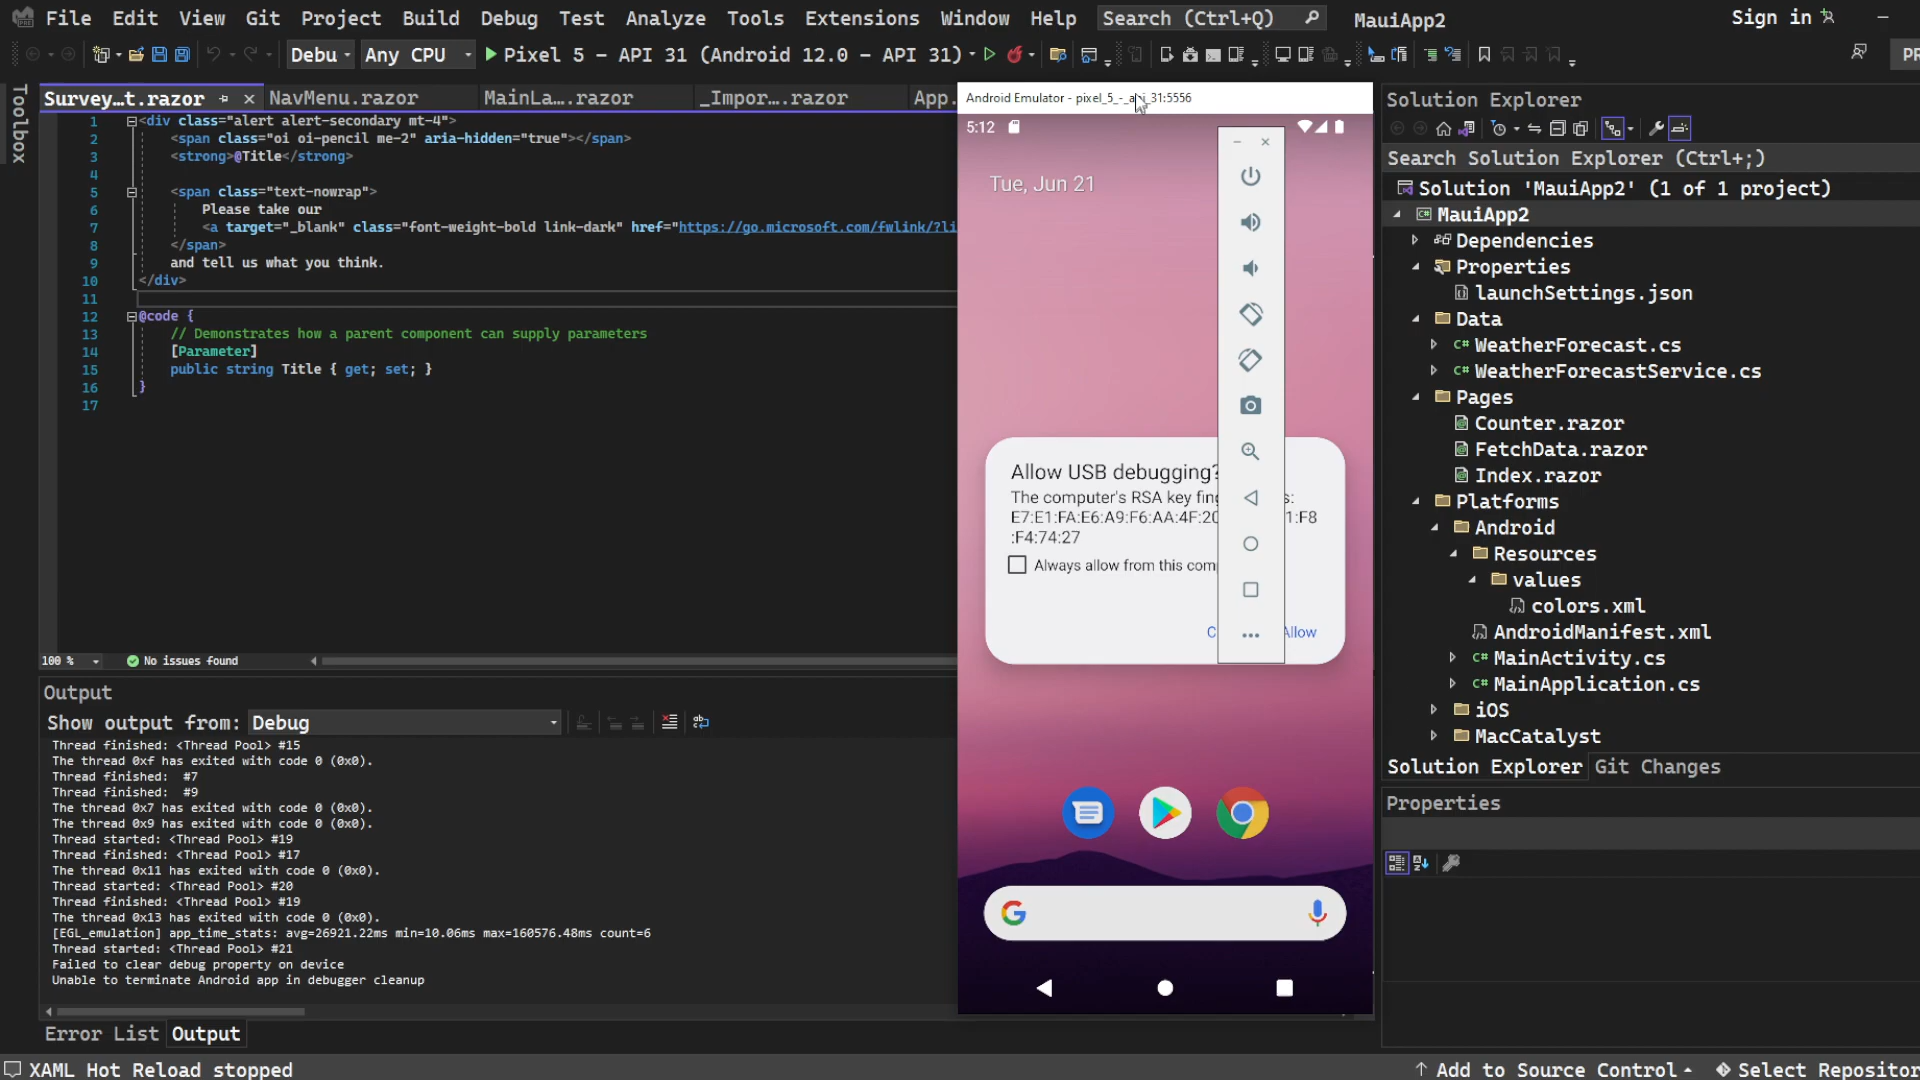 File Edit View Git Project Build Debug Test Analyze Tools Extensions Window Help Search (Ctrl+Q) MauiApp2 Sign in
Debu Any CPU Pixel 5 - API 31 (Android 12.0 - API 31)
Toolbox
Survey…t.razor NavMenu.razor MainLa….razor _Impor….razor App.
1 <div class="alert alert-secondary mt-4">
2 <span class="oi oi-pencil me-2" aria-hidden="true"></span>
3 <strong>@Title</strong>
4
5 <span class="text-nowrap">
6 Please take our
7 <a target="_blank" class="font-weight-bold link-dark" href="https://go.microsoft.com/fwlink/?li
8 </span>
9 and tell us what you think.
10 </div>
11
12 @code {
13 // Demonstrates how a parent component can supply parameters
14 [Parameter]
15 public string Title { get; set; }
16 }
17
100 % No issues found
Output
Show output from: Debug
Thread finished: <Thread Pool> #15
The thread 0xf has exited with code 0 (0x0).
Thread finished: #7
Thread finished: #9
The thread 0x7 has exited with code 0 (0x0).
The thread 0x9 has exited with code 0 (0x0).
Thread started: <Thread Pool> #19
Thread finished: <Thread Pool> #17
The thread 0x11 has exited with code 0 (0x0).
Thread started: <Thread Pool> #20
Thread finished: <Thread Pool> #19
The thread 0x13 has exited with code 0 (0x0).
[EGL_emulation] app_time_stats: avg=26921.22ms min=10.06ms max=160576.48ms count=6
Thread started: <Thread Pool> #21
Failed to clear debug property on device
Unable to terminate Android app in debugger cleanup
Error List Output
XAML Hot Reload stopped
Android Emulator - pixel_5_-_api_31:5556
5:12
Tue, Jun 21
Allow USB debugging?
The computer's RSA key
E7:E1:FA:E6:A9:F6:AA:4F:20
:F8
:F4:74:27
Always allow from this
Solution Explorer
Search Solution Explorer (Ctrl+;)
Solution 'MauiApp2' (1 of 1 project)
MauiApp2
Dependencies
Properties
launchSettings.json
Data
C# WeatherForecast.cs
C# WeatherForecastService.cs
Pages
Counter.razor
FetchData.razor
Index.razor
Platforms
Android
Resources
values
colors.xml
AndroidManifest.xml
C# MainActivity.cs
C# MainApplication.cs
iOS
MacCatalyst
Solution Explorer Git Changes
Properties
Add to Source Control Select Repositor